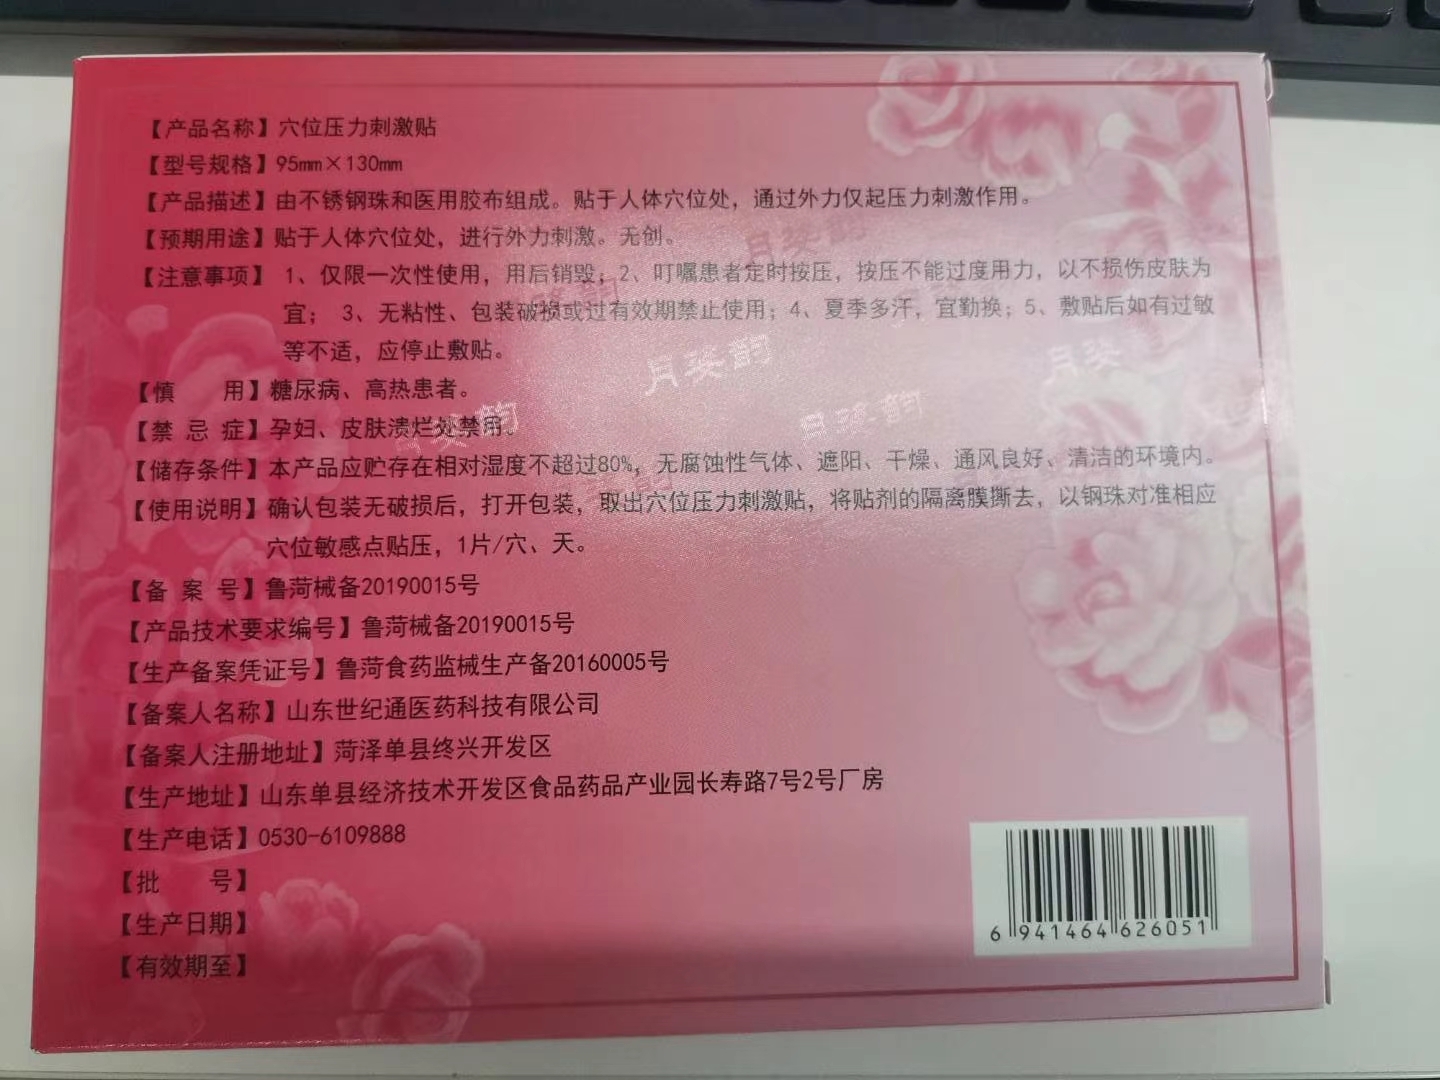 【产品名称】穴位压力刺激贴
【型号规格】95mm×130mm
【产品描述】由不锈钢珠和医用胶布组成。贴于人体穴位处，通过外力仅起压力刺激作用。
【预期用途】贴于人体穴位处，进行外力刺激。无创。
【注意事项】1、仅限一次性使用，用后销毁；2、叮嘱患者定时按压，按压不能过度用力，以不损伤皮肤为
宜； 3、无粘性、包装破损或过有效期禁止使用；4、夏季多汗，宜勤换；5、敷贴后如有过敏
等不适，应停止敷贴。
月姿韵
月姿韵
月姿
【慎 用】糖尿病、高热患者。
月姿韵
【禁 忌 症】孕妇、皮肤溃烂处禁用。
【储存条件】本产品应贮存在相对湿度不超过80%，无腐蚀性气体、遮阳、干燥、通风良好、清洁的环境内。
【使用说明】确认包装无破损后，打开包装，取出穴位压力刺激贴，将贴剂的隔离膜撕去，以钢珠对准相应
穴位敏感点贴压，1片/穴、天。
【备 案 号】鲁菏械备20190015号
【产品技术要求编号】鲁菏械备20190015号
【生产备案凭证号】鲁菏食药监械生产备20160005号
【备案人名称】山东世纪通医药科技有限公司
【备案人注册地址】菏泽单县终兴开发区
【生产地址】山东单县经济技术开发区食品药品产业园长寿路7号2号厂房
【生产电话】0530-6109888
【批 号】
【生产日期】
【有效期至】
6 941464 626051